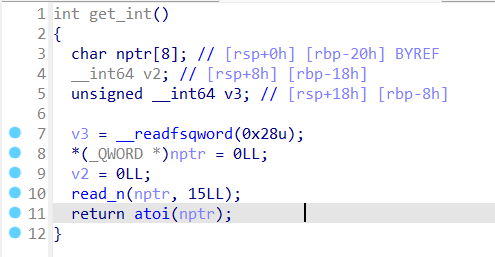 1 int get_int()
2 {
3 char nptr[8]; // [rsp+0h] [rbp-20h] BYREF
4 __int64 v2; // [rsp+8h] [rbp-18h]
5 unsigned __int64 v3; // [rsp+18h] [rbp-8h]
6
7 v3 = __readfsqword(0x28u);
8 *(_QWORD *)nptr = 0LL;
9 v2 = 0LL;
10 read_n(nptr, 15LL);
11 return atoi(nptr);
12 }